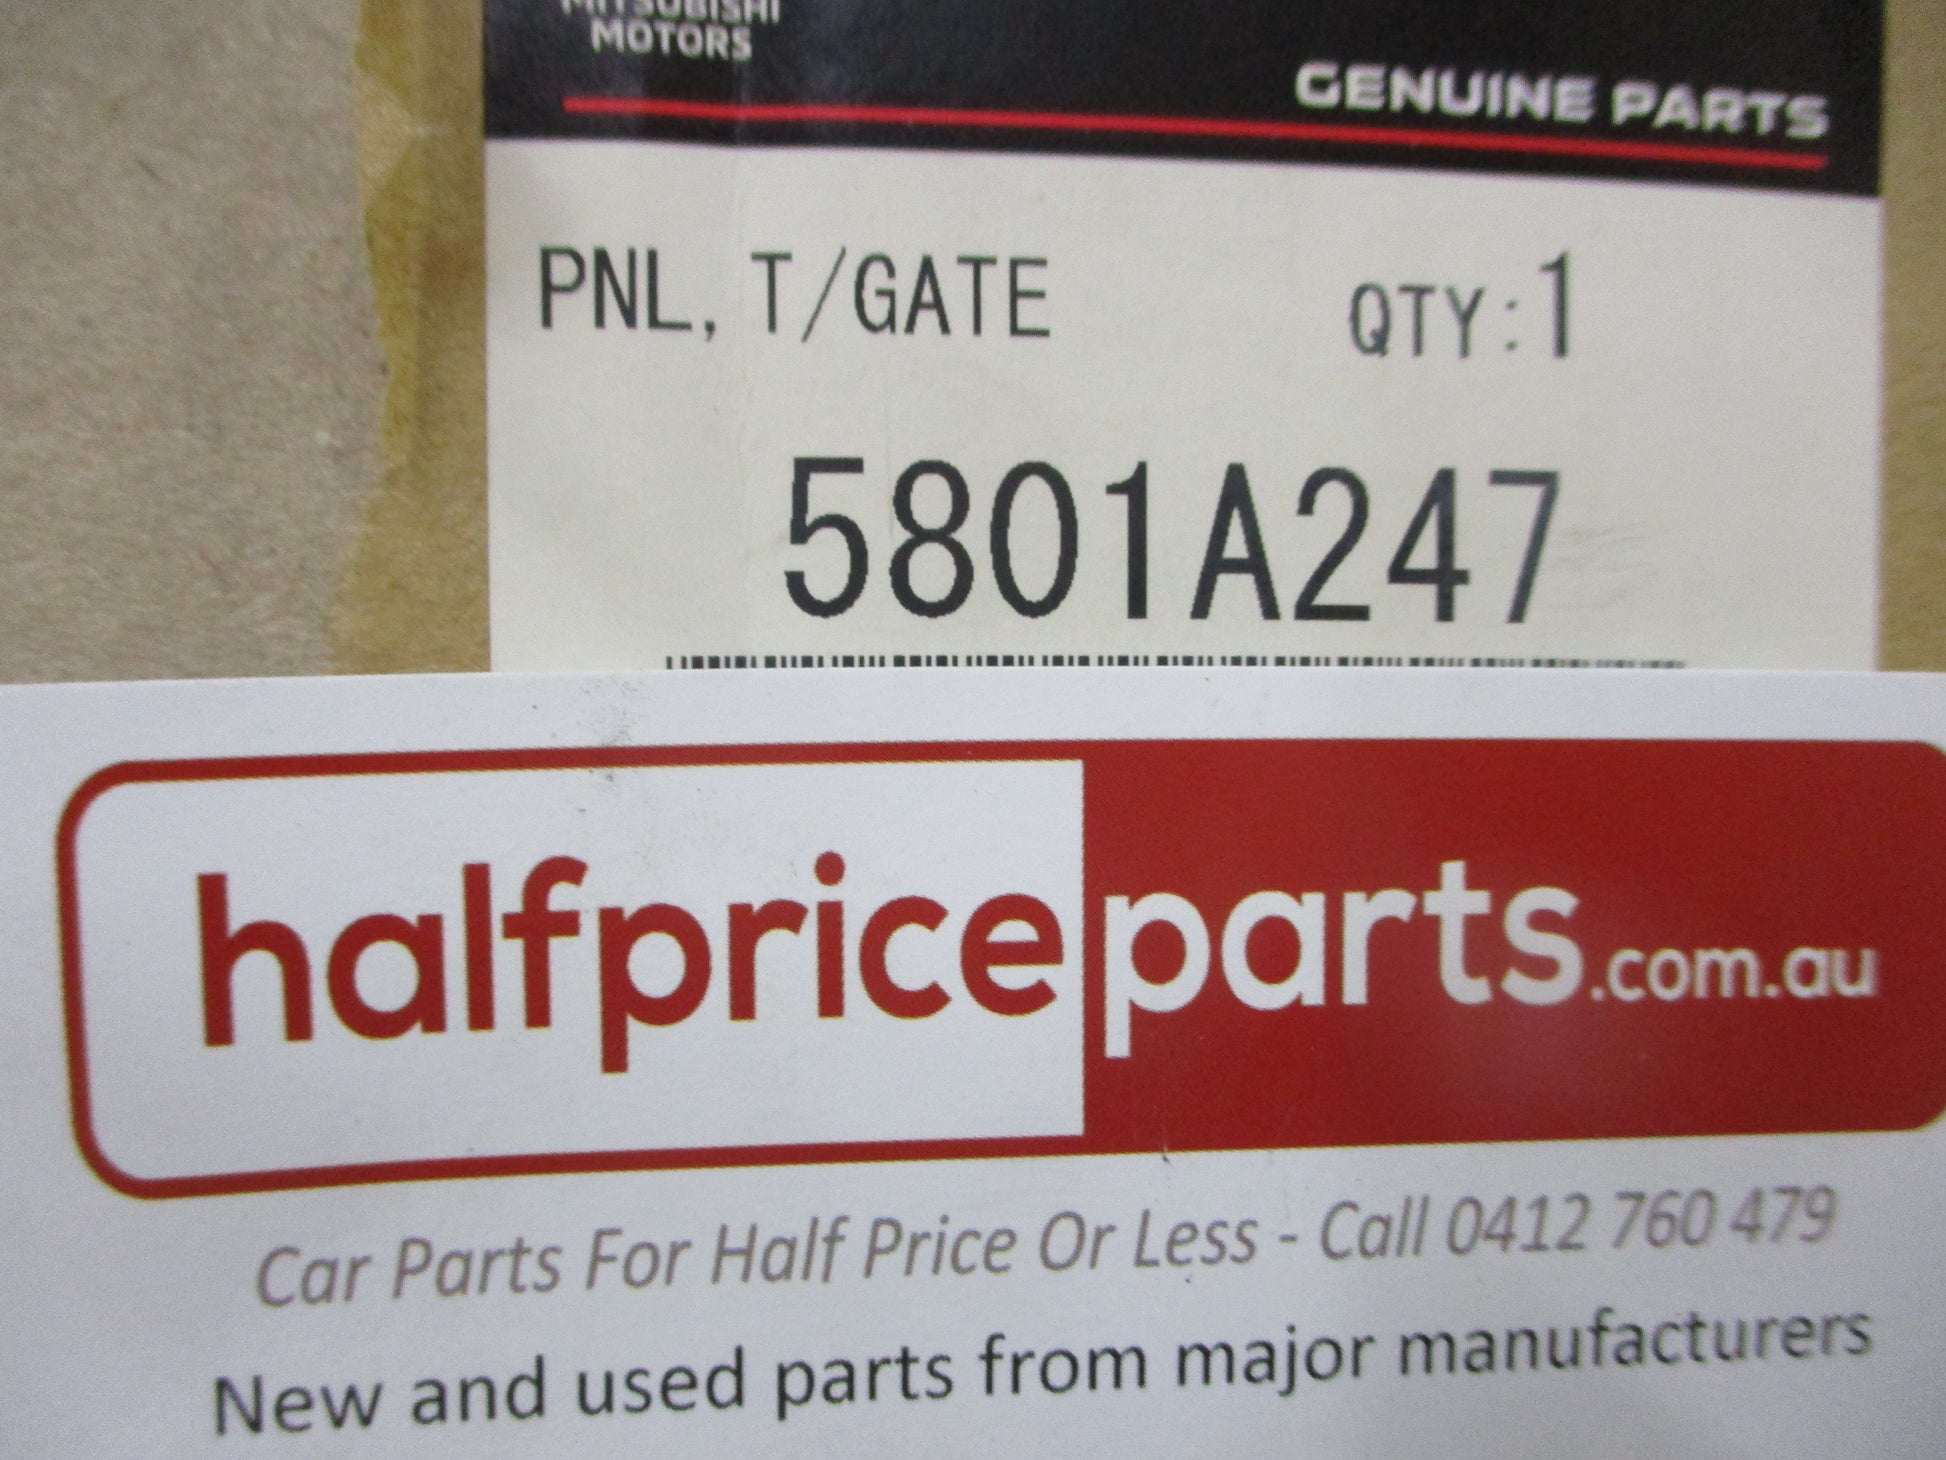 MITSUBISHI
MOTORS
GENUINE PARTS
PNL, T/GATE QTY:1
5801A247
halfpriceparts.com.au
Car Parts For Half Price Or Less - Call 0412 760 479
New and used parts from major manufacturers